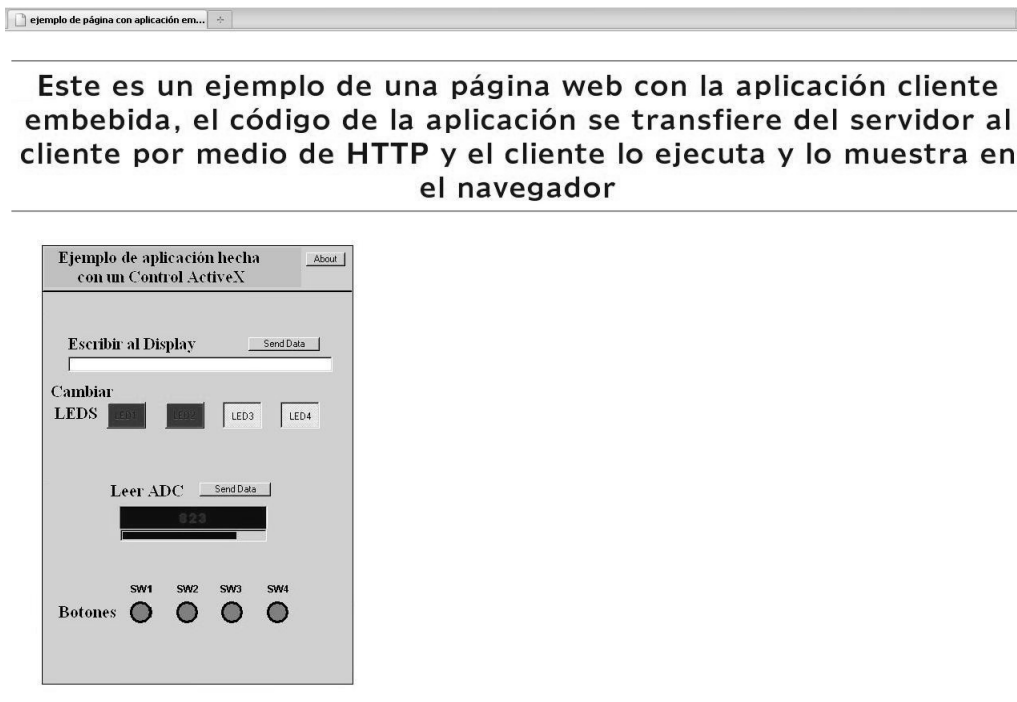 ejemplo de página con aplicación em...
Este es un ejemplo de una página web con la aplicación cliente
embebida, el código de la aplicación se transfiere del servidor al
cliente por medio de HTTP y el cliente lo ejecuta y lo muestra en
el navegador
Ejemplo de aplicación hecha
con un Control ActiveX
About
Escribir al Display
Send Data
Cambiar
LEDS
LED1
LED2
LED3
LED4
Leer ADC
Send Data
823
SW1 SW2 SW3 SW4
Botones